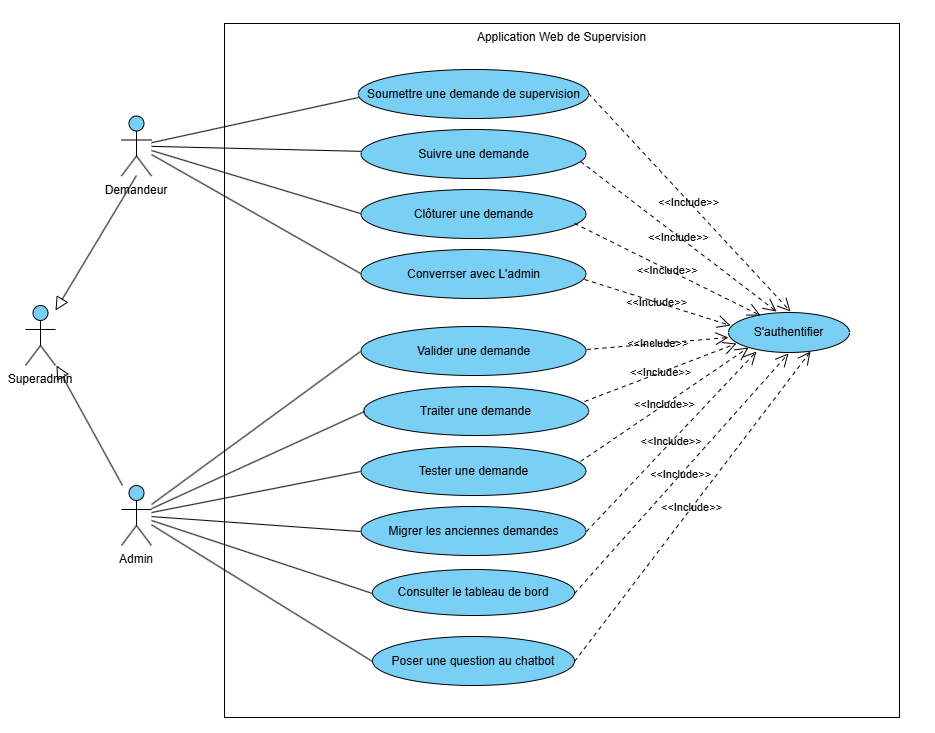 Application Web de Supervision
Soumettre une demande de supervision
Suivre une demande
Demandeur
<<Include>>
Clôturer une demande
<<Include>>
<<Include>>
Converrser avec L'admin
<<Include>>
S'authentifier
<<Include>>
Valider une demande
<<Include>>
Superadmin
<<Include>>
Traiter une demande
<<Include>>
Tester une demande
<<Include>>
<<Include>>
Migrer les anciennes demandes
Admin
Consulter le tableau de bord
Poser une question au chatbot